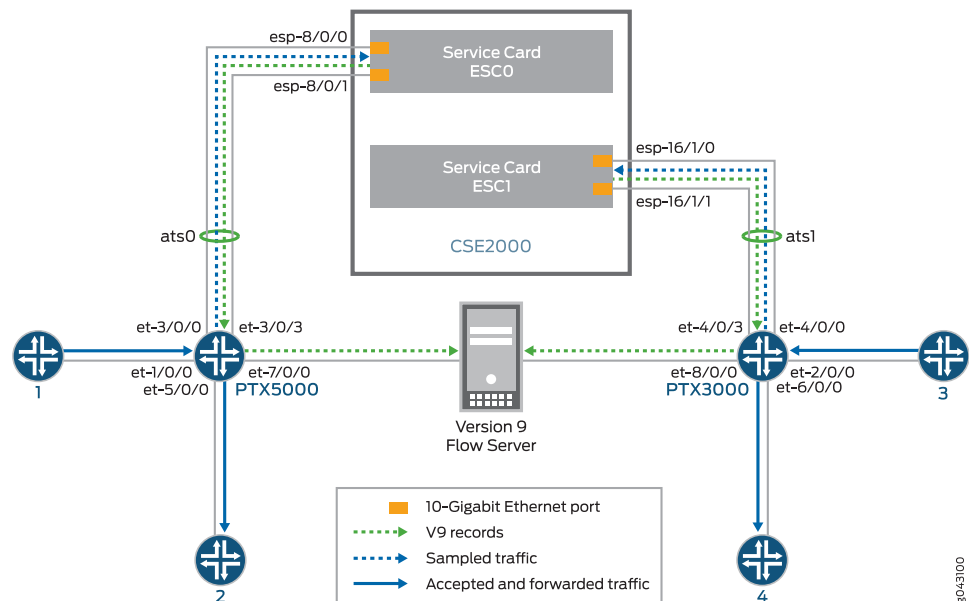 esp-8/0/0
Service Card
ESC0
esp-8/0/1
esp-16/1/0
Service Card
ESC1
esp-16/1/1
ats0
ats1
CSE2000
et-3/0/0
et-3/0/3
et-4/0/3
et-4/0/0
et-1/0/0
et-7/0/0
et-8/0/0
et-2/0/0
et-5/0/0
PTX5000
PTX3000
et-6/0/0
1
3
Version 9
Flow Server
10-Gigabit Ethernet port
V9 records
Sampled traffic
Accepted and forwarded traffic
2
4
g043100